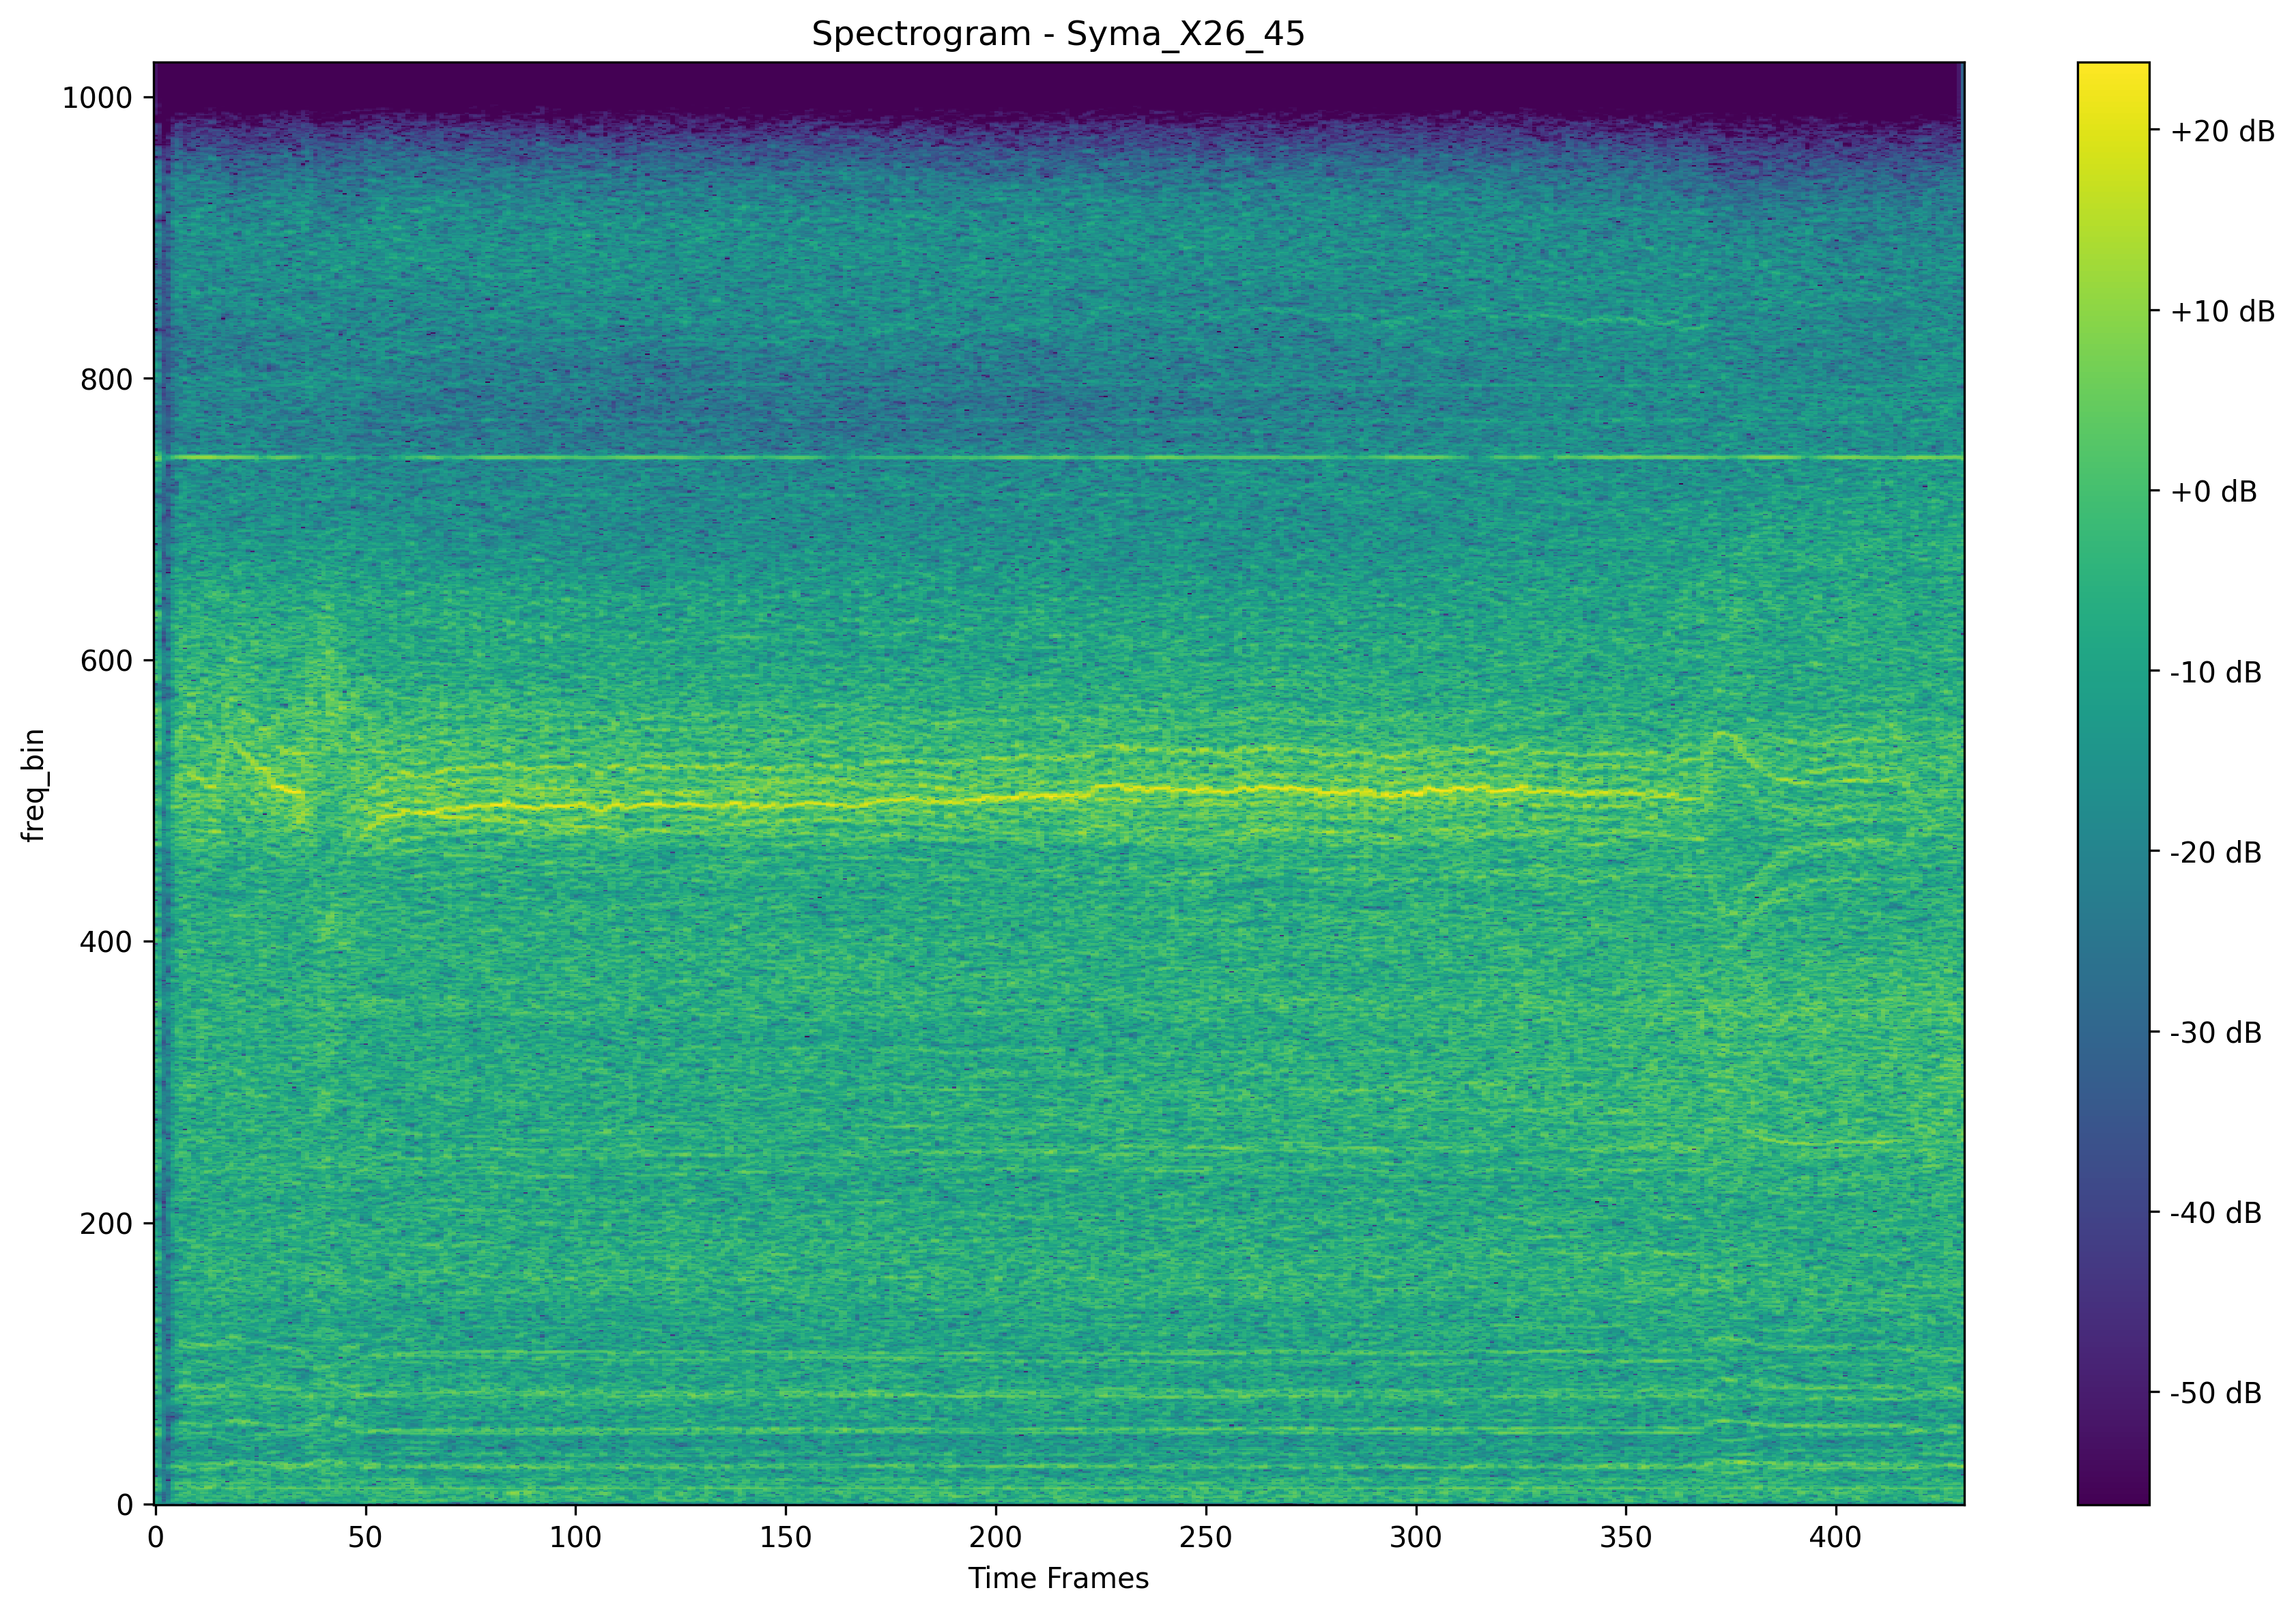 Spectrogram - Syma_X26_45
1000
800
600
400
200
0
freq_bin
0 50 100 150 200 250 300 350 400
Time Frames
+20 dB
+10 dB
+0 dB
-10 dB
-20 dB
-30 dB
-40 dB
-50 dB